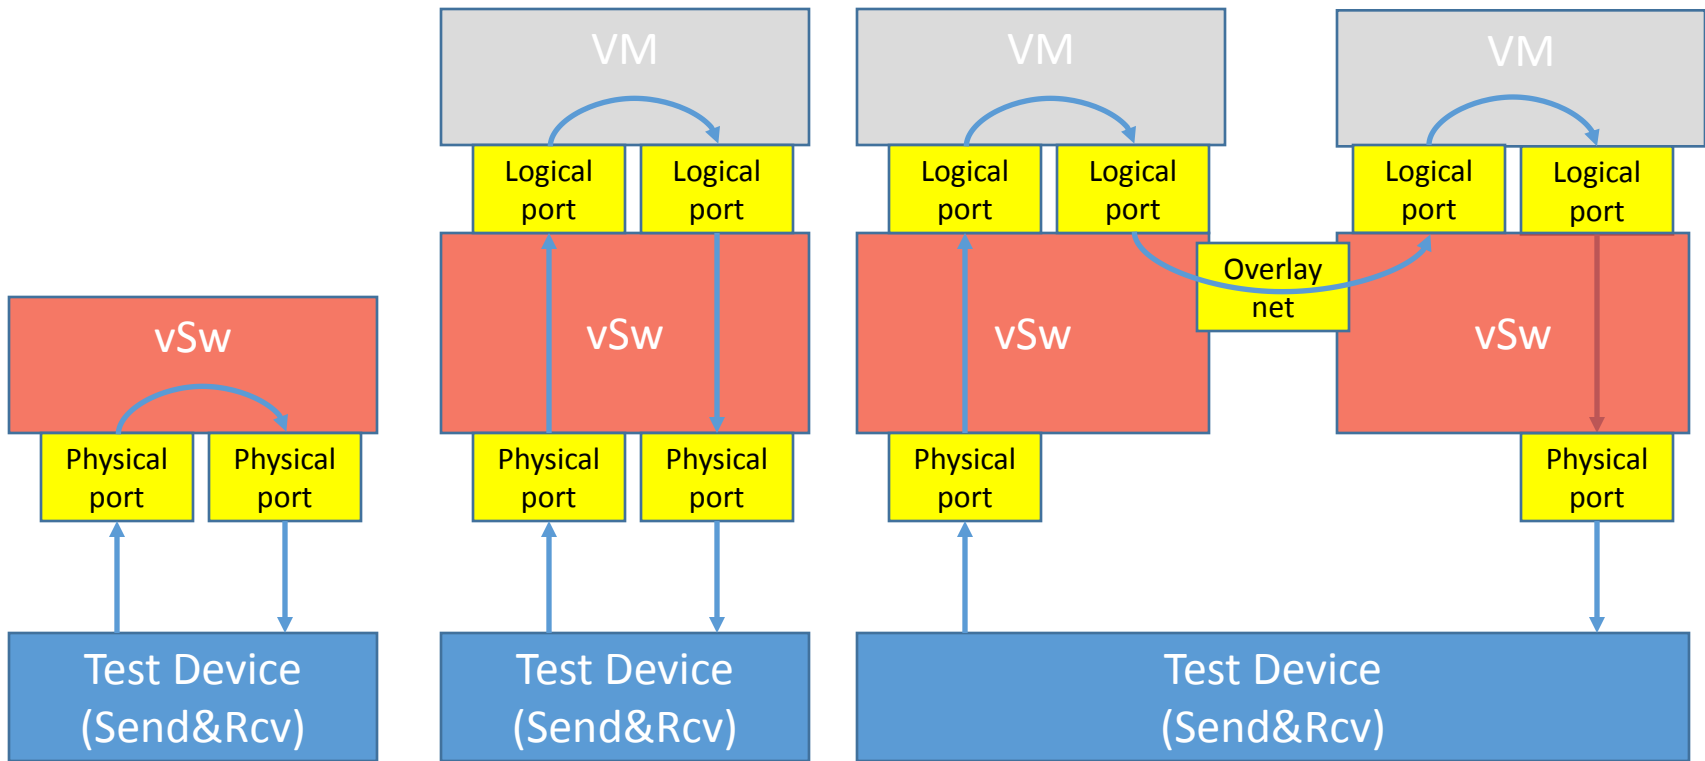 vSw
Physical
port
Physical
port
Test Device
(Send&Rcv)
VM
Logical
port
Logical
port
vSw
Physical
port
Physical
port
Test Device
(Send&Rcv)
VM
Logical
port
Logical
port
vSw
Physical
port
Overlay
net
VM
Logical
port
Logical
port
vSw
Physical
port
Test Device
(Send&Rcv)